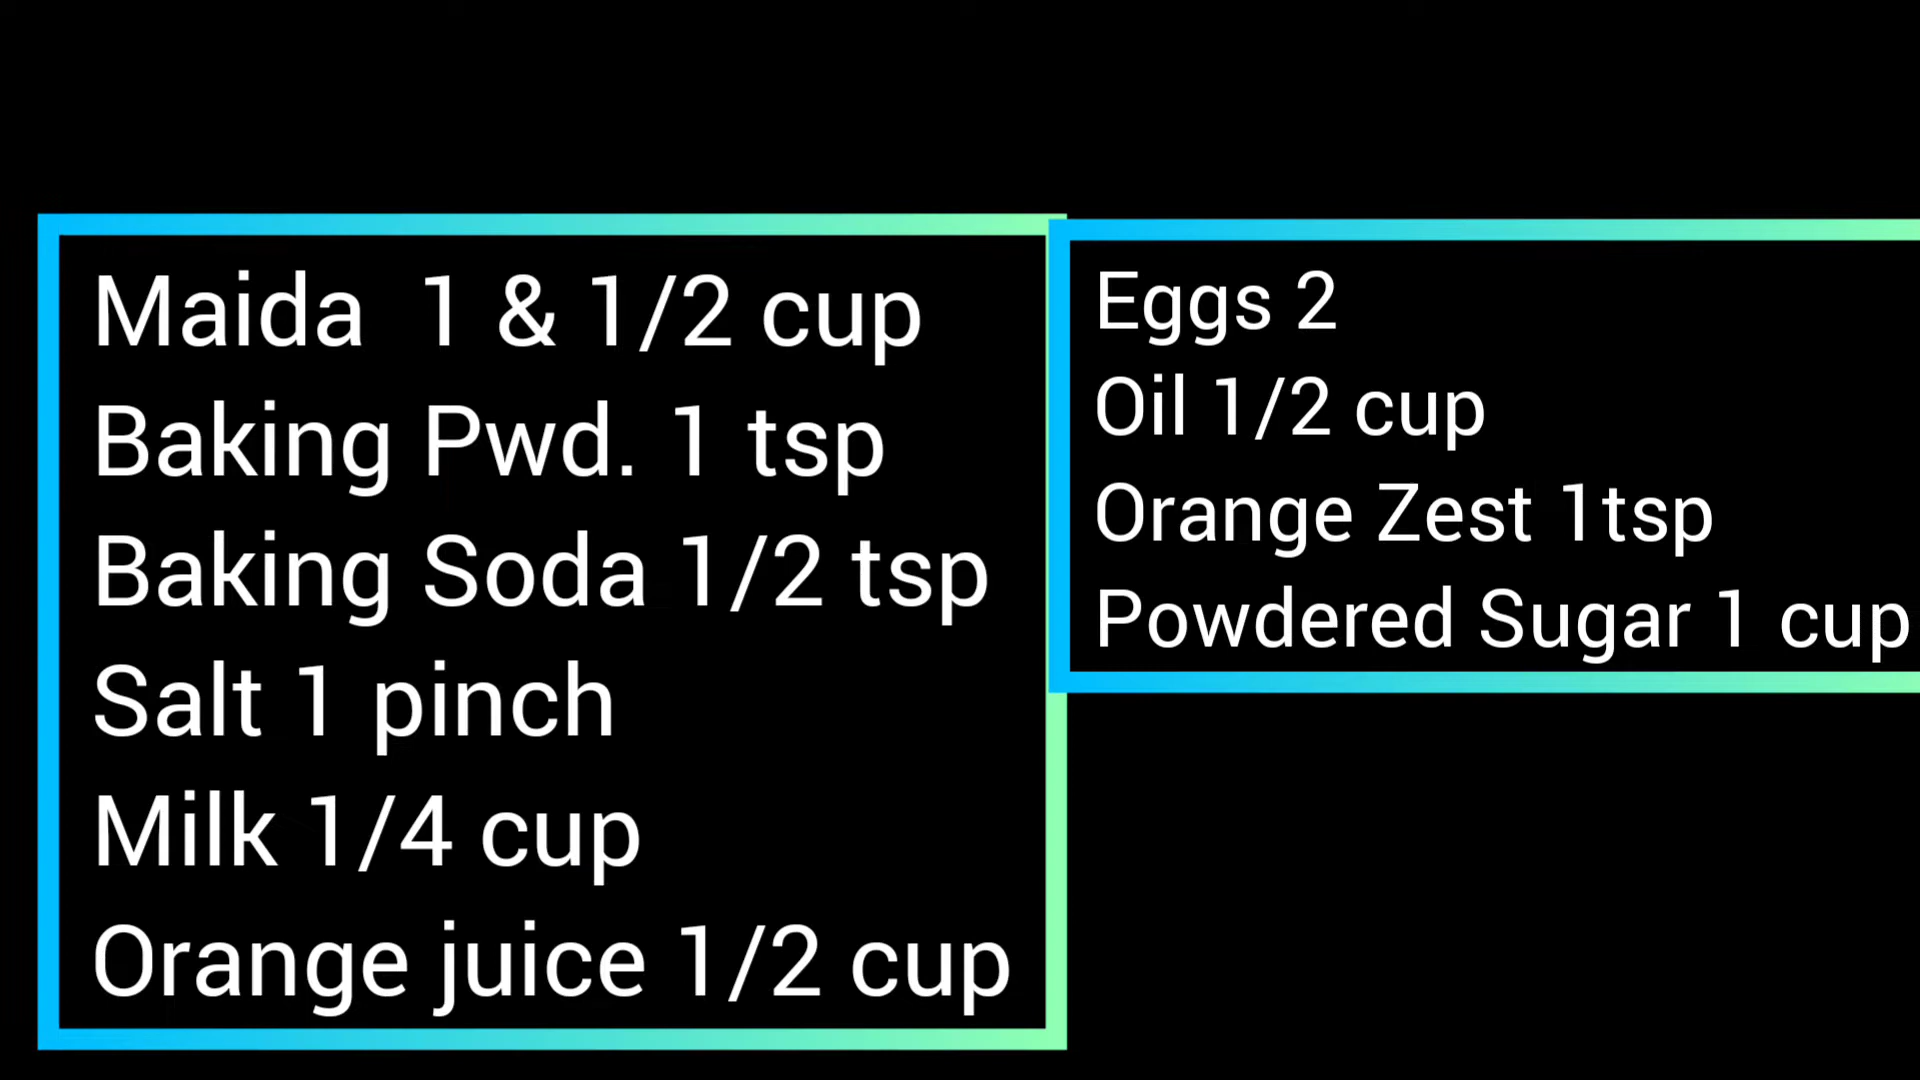 Maida  1 & 1/2 cup
Baking Pwd. 1 tsp
Baking Soda 1/2 tsp
Salt 1 pinch
Milk 1/4 cup
Orange juice 1/2 cup
Eggs 2
Oil 1/2 cup
Orange Zest 1tsp
Powdered Sugar 1 cup